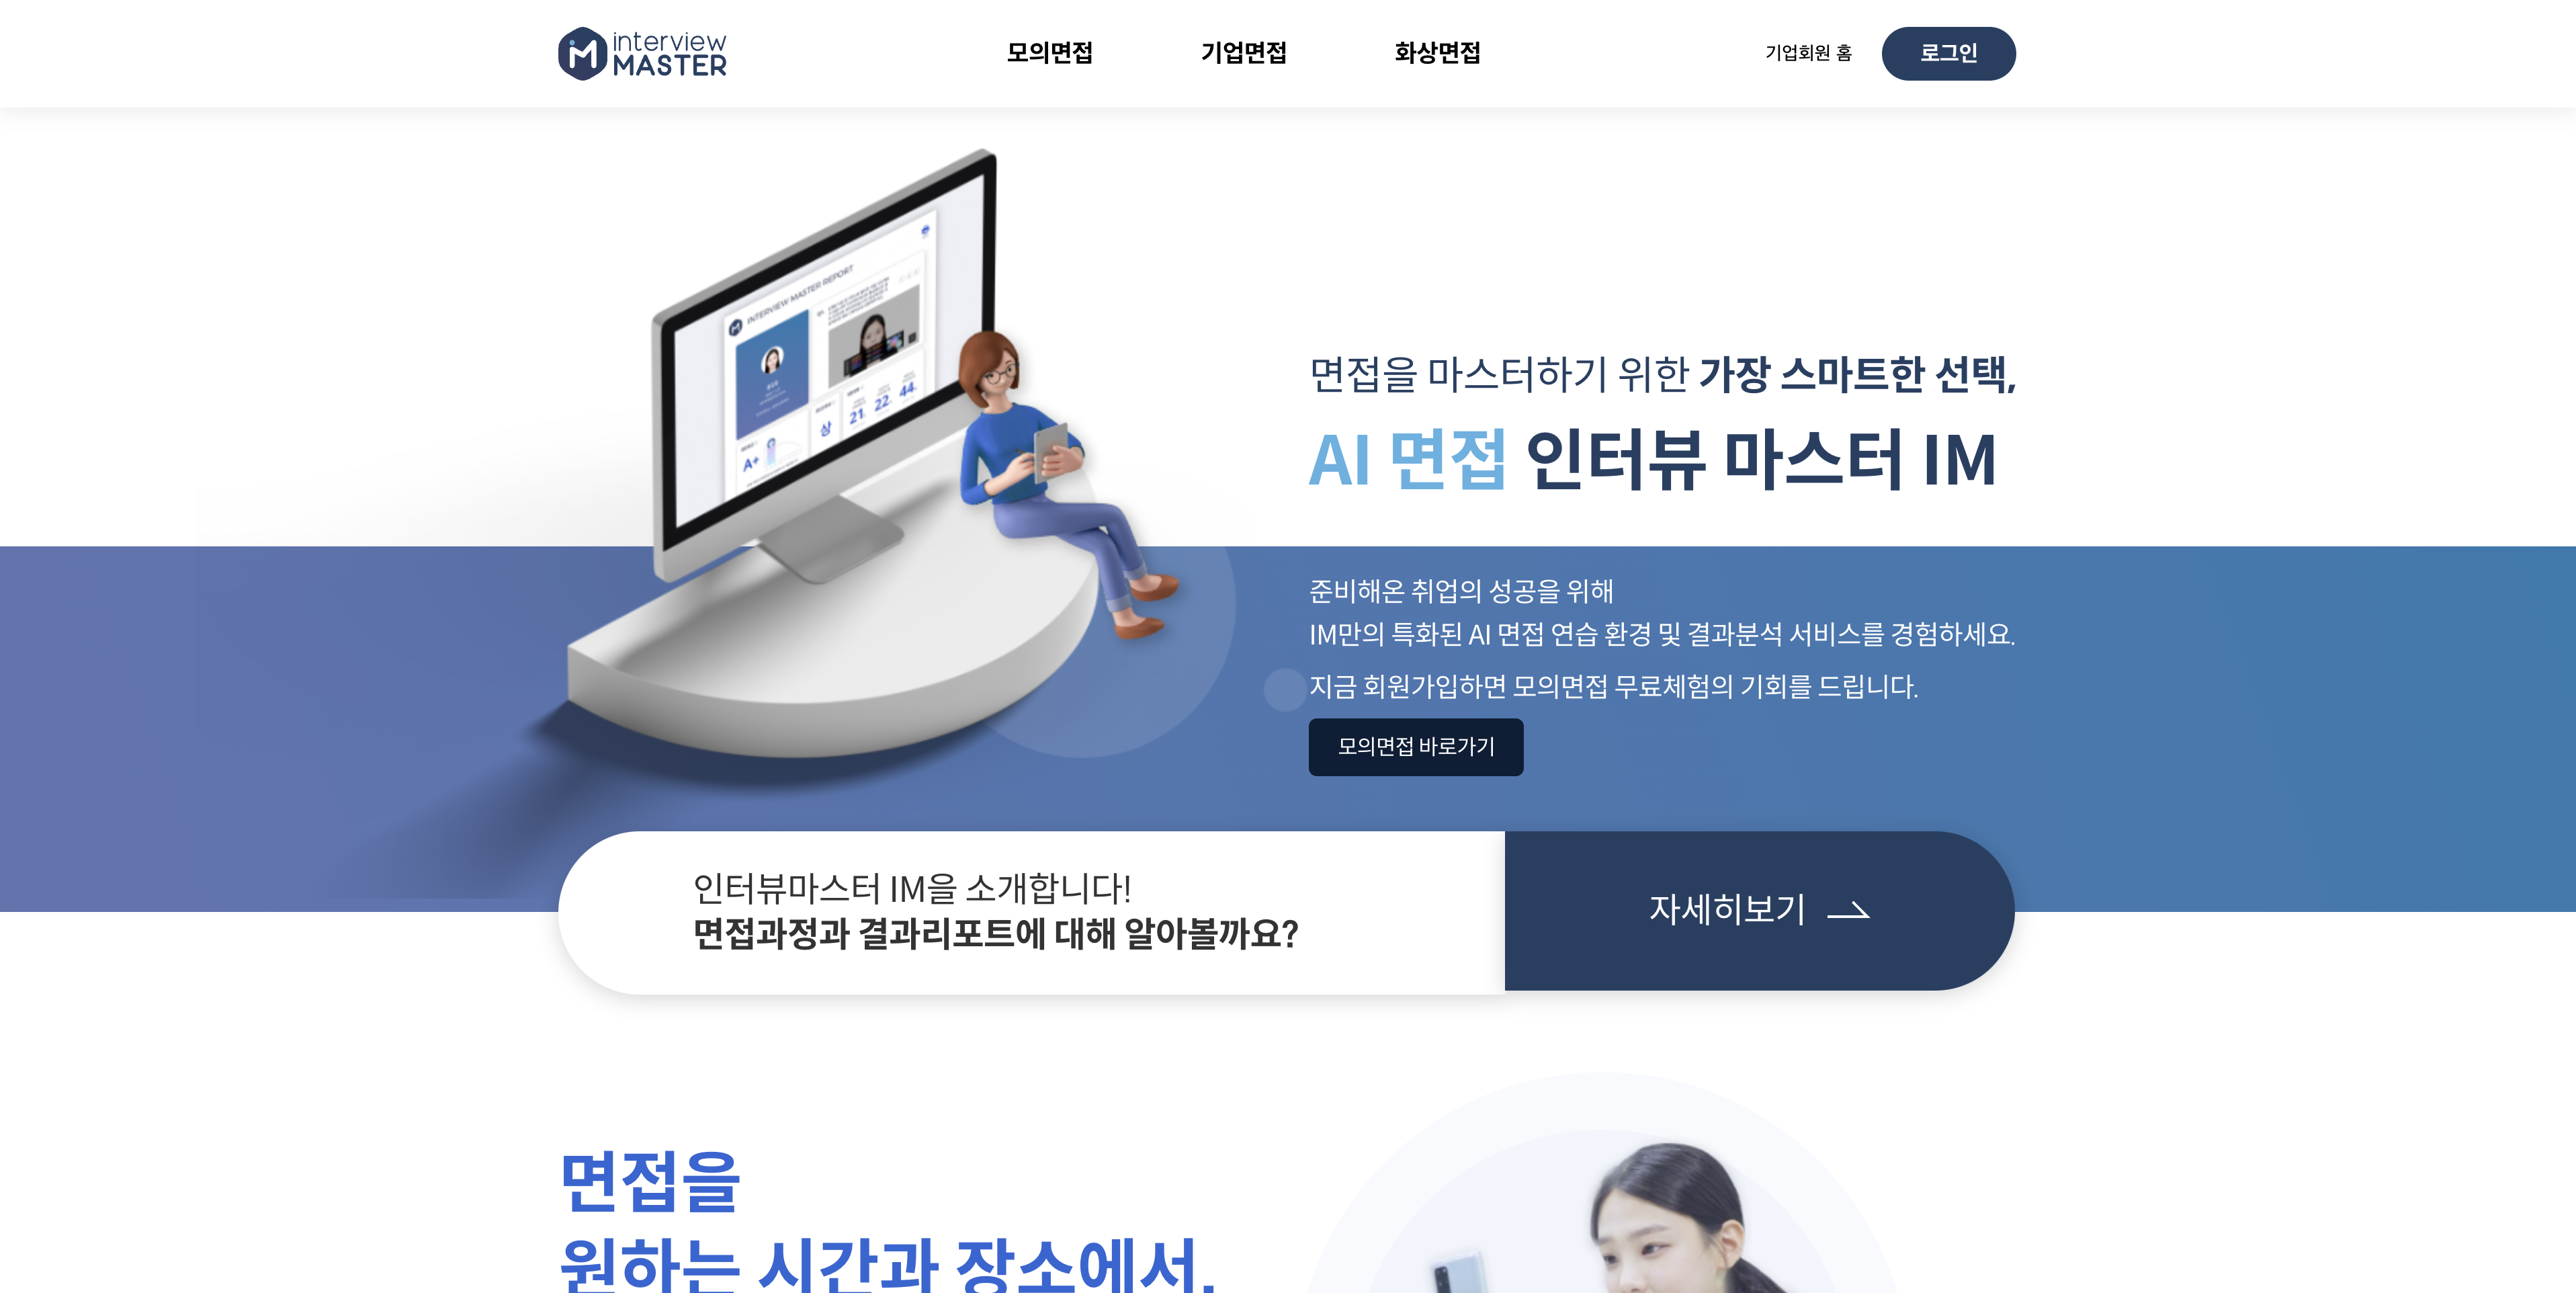 interview
MASTER
모의면접
기업면접
화상면접
기업회원 홈
로그인
INTERVIEW MASTER REPORT
A+
상
21
22
44
면접을 마스터하기 위한 가장 스마트한 선택,
AI 면접 인터뷰 마스터 IM
준비해온 취업의 성공을 위해
IM만의 특화된 AI 면접 연습 환경 및 결과분석 서비스를 경험하세요.
지금 회원가입하면 모의면접 무료체험의 기회를 드립니다.
모의면접 바로가기
인터뷰마스터 IM을 소개합니다!
면접과정과 결과리포트에 대해 알아볼까요?
자세히보기
면접을
원하는 시간과 장소에서,